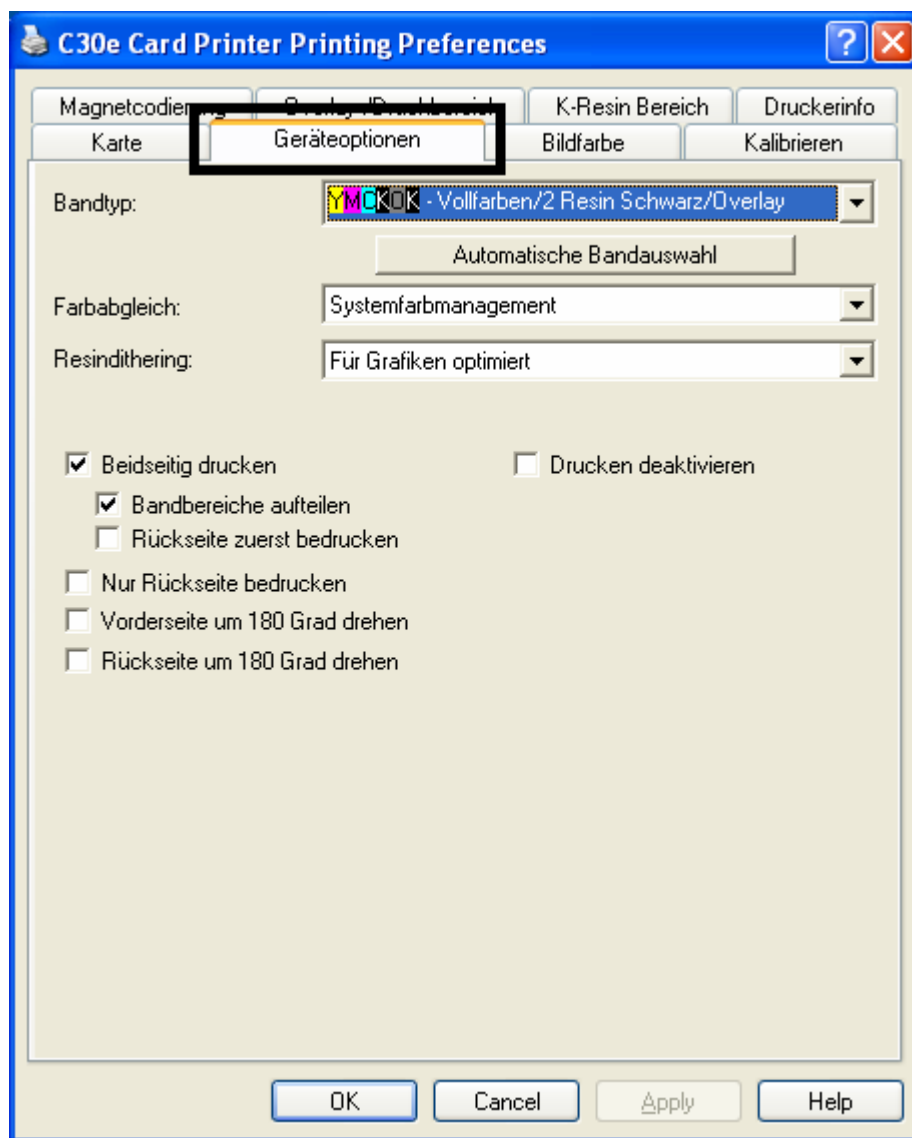 C30e Card Printer Printing Preferences
Magnetcodierung Overlay-/Druckbereich K-Resin Bereich Druckerinfo
Karte Geräteoptionen Bildfarbe Kalibrieren
Bandtyp: YMCKOK - Vollfarben/2 Resin Schwarz/Overlay
Automatische Bandauswahl
Farbabgleich: Systemfarbmanagement
Resindithering: Für Grafiken optimiert
Beidseitig drucken Drucken deaktivieren
Bandbereiche aufteilen
Rückseite zuerst bedrucken
Nur Rückseite bedrucken
Vorderseite um 180 Grad drehen
Rückseite um 180 Grad drehen
OK Cancel Apply Help